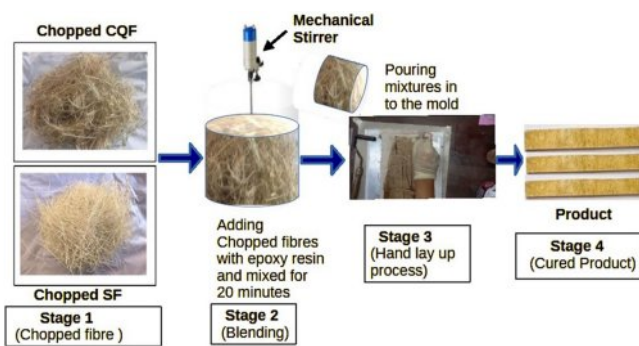 Chopped CQF
Chopped SF
Stage 1
(Chopped fibre )
Mechanical
Stirrer
Adding
Chopped fibres
with epoxy resin
and mixed for
20 minutes
Stage 2
(Blending)
Pouring
mixtures in
to the mold
Stage 3
(Hand lay up
process)
Product
Stage 4
(Cured Product)